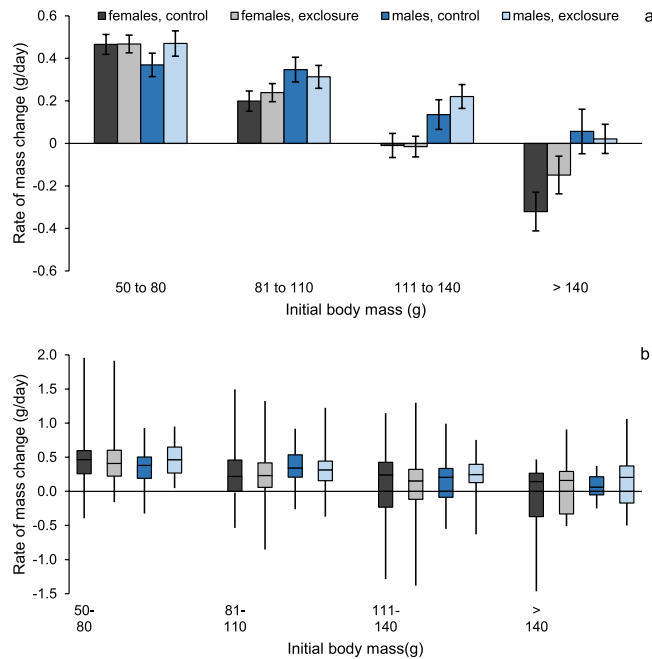 females, control females, exclosure males, control males, exclosure
a
0.6
0.4
0.2
0
-0.2
-0.4
-0.6
Rate of mass change (g/day)
50 to 80 81 to 110 111 to 140 > 140
Initial body mass (g)
b
2.0
1.5
1.0
0.5
0.0
-0.5
-1.0
-1.5
Rate of mass change (g/day)
50- 81- 111- >
80 110 140 140
Initial body mass(g)